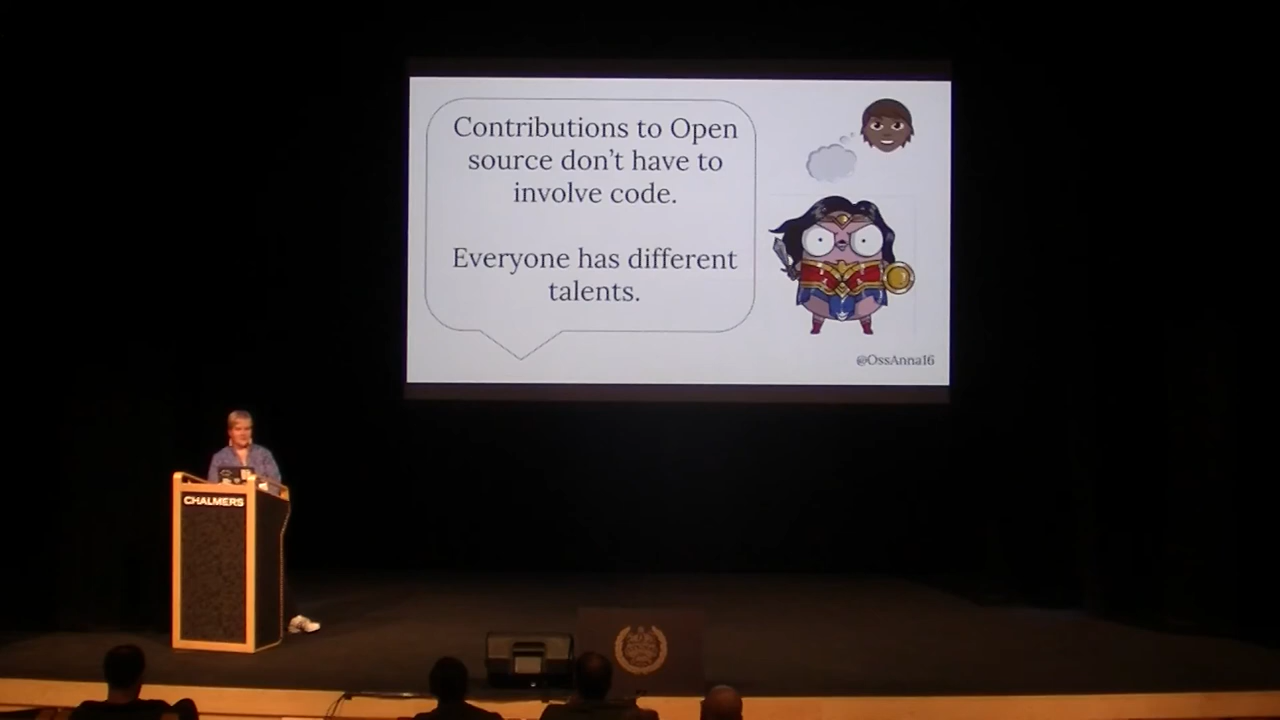 Contributions to Open
source don't have to
involve code.
Everyone has different
talents.
@OssAnna16
CHALMERS